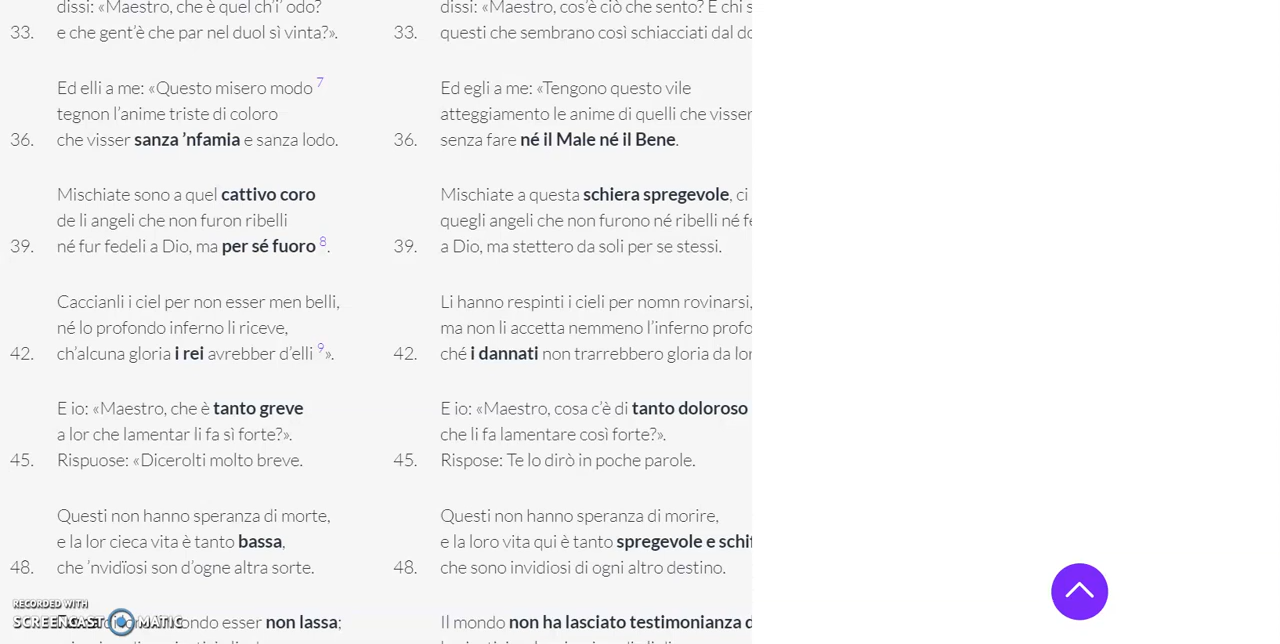 dissi: «Maestro, che è quel ch'i' odo?
33. e che gent'è che par nel duol sì vinta?».
Ed elli a me: «Questo misero modo 7
tegnon l'anime triste di coloro
36. che visser sanza 'nfamia e sanza lodo.
Mischiate sono a quel cattivo coro
de li angeli che non furon ribelli
39. né fur fedeli a Dio, ma per sé fuoro 8.
Caccianli i ciel per non esser men belli,
né lo profondo inferno li riceve,
42. ch'alcuna gloria i rei avrebber d'elli 9».
E io: «Maestro, che è tanto greve
a lor che lamentar li fa sì forte?».
45. Rispuose: «Dicerolti molto breve.
Questi non hanno speranza di morte,
e la lor cieca vita è tanto bassa,
48. che 'nvidïosi son d'ogne altra sorte.
ondo esser non lassa;
dissi: «Maestro, cos'è ciò che sento? E chi s
33. questi che sembrano così schiacciati dal do
Ed egli a me: «Tengono questo vile
atteggiamento le anime di quelli che visser
36. senza fare né il Male né il Bene.
Mischiate a questa schiera spregevole, ci
quegli angeli che non furono né ribelli né fe
39. a Dio, ma stettero da soli per se stessi.
Li hanno respinti i cieli per nomn rovinarsi,
ma non li accetta nemmeno l'inferno profo
42. ché i dannati non trarrebbero gloria da lor
E io: «Maestro, cosa c'è di tanto doloroso
che li fa lamentare così forte?».
45. Rispose: Te lo dirò in poche parole.
Questi non hanno speranza di morire,
e la loro vita qui è tanto spregevole e schif
48. che sono invidiosi di ogni altro destino.
Il mondo non ha lasciato testimonianza d
RECORDED WITH
SCREENCAST MATIC